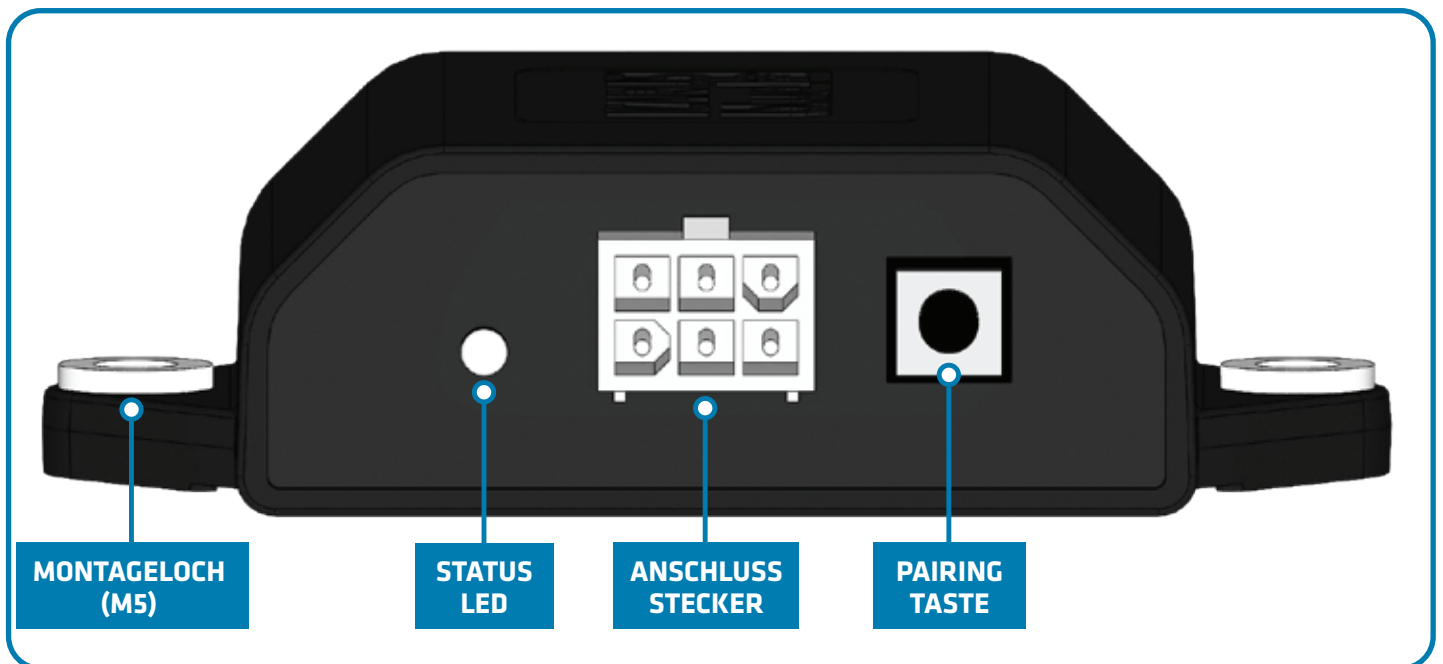 MONTAGELOCH
(M5)
STATUS
LED
ANSCHLUSS
STECKER
PAIRING
TASTE